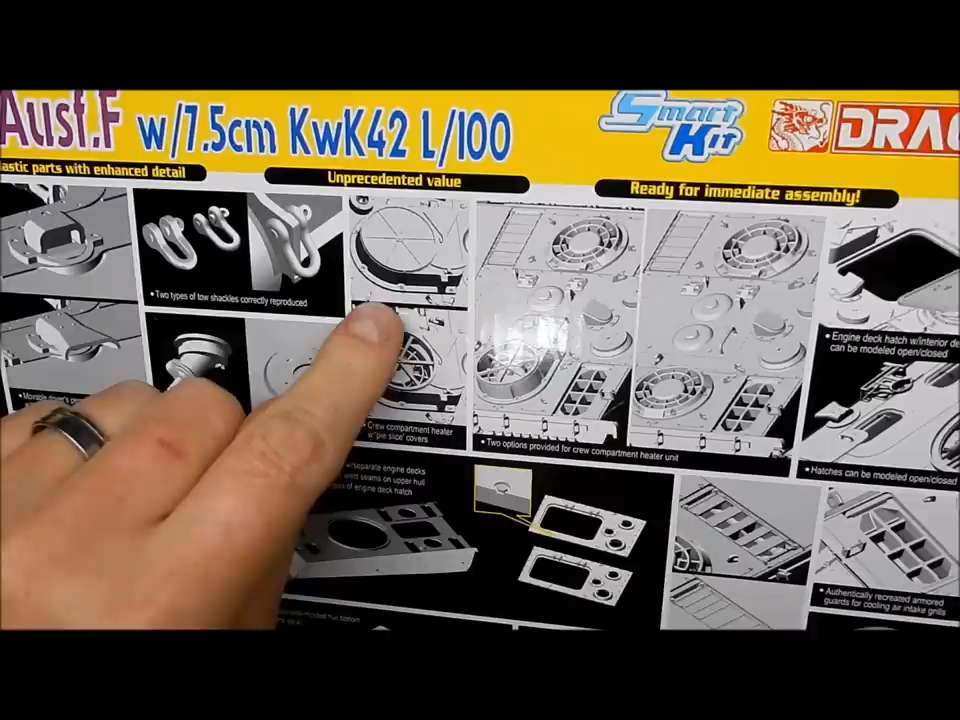 Ausf.F w/7.5cm KwK42 L/100
Smart
Kit
DRAG
lastic parts with enhanced detail
Unprecedented value
Ready for immediate assembly!
• Two types of tow shackles correctly reproduced
• Engine deck hatch w/interior de
can be modeled open/closed
• Movable driver's
• Crew compartment heater
w/'pie slice' covers
• Two options provided for crew compartment heater unit
• Hatches can be modeled open/closed
w/separate engine decks
seams on upper hull
of engine deck hatch
• Authentically recreated armored
guards for cooling air intake grills